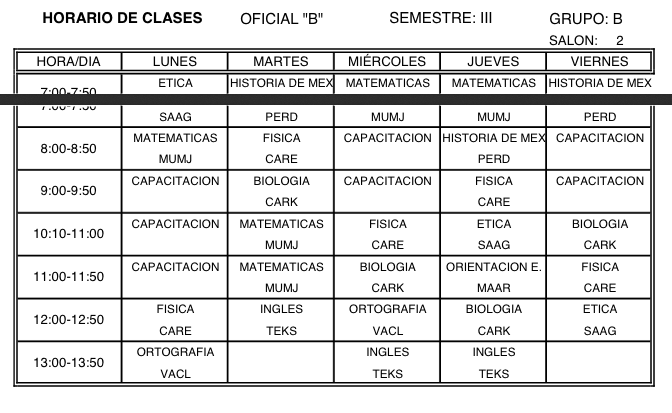 HORARIO DE CLASES OFICIAL "B" SEMESTRE: III GRUPO: B
SALON: 2
HORA/DIA LUNES MARTES MIÉRCOLES JUEVES VIERNES
7:00-7:50 ETICA HISTORIA DE MEX MATEMATICAS MATEMATICAS HISTORIA DE MEX
SAAG PERD MUMJ MUMJ PERD
8:00-8:50 MATEMATICAS FISICA CAPACITACION HISTORIA DE MEX CAPACITACION
MUMJ CARE PERD
9:00-9:50 CAPACITACION BIOLOGIA CAPACITACION FISICA CAPACITACION
CARK CARE
10:10-11:00 CAPACITACION MATEMATICAS FISICA ETICA BIOLOGIA
MUMJ CARE SAAG CARK
11:00-11:50 CAPACITACION MATEMATICAS BIOLOGIA ORIENTACION E. FISICA
MUMJ CARK MAAR CARE
12:00-12:50 FISICA INGLES ORTOGRAFIA BIOLOGIA ETICA
CARE TEKS VACL CARK SAAG
13:00-13:50 ORTOGRAFIA INGLES INGLES
VACL TEKS TEKS